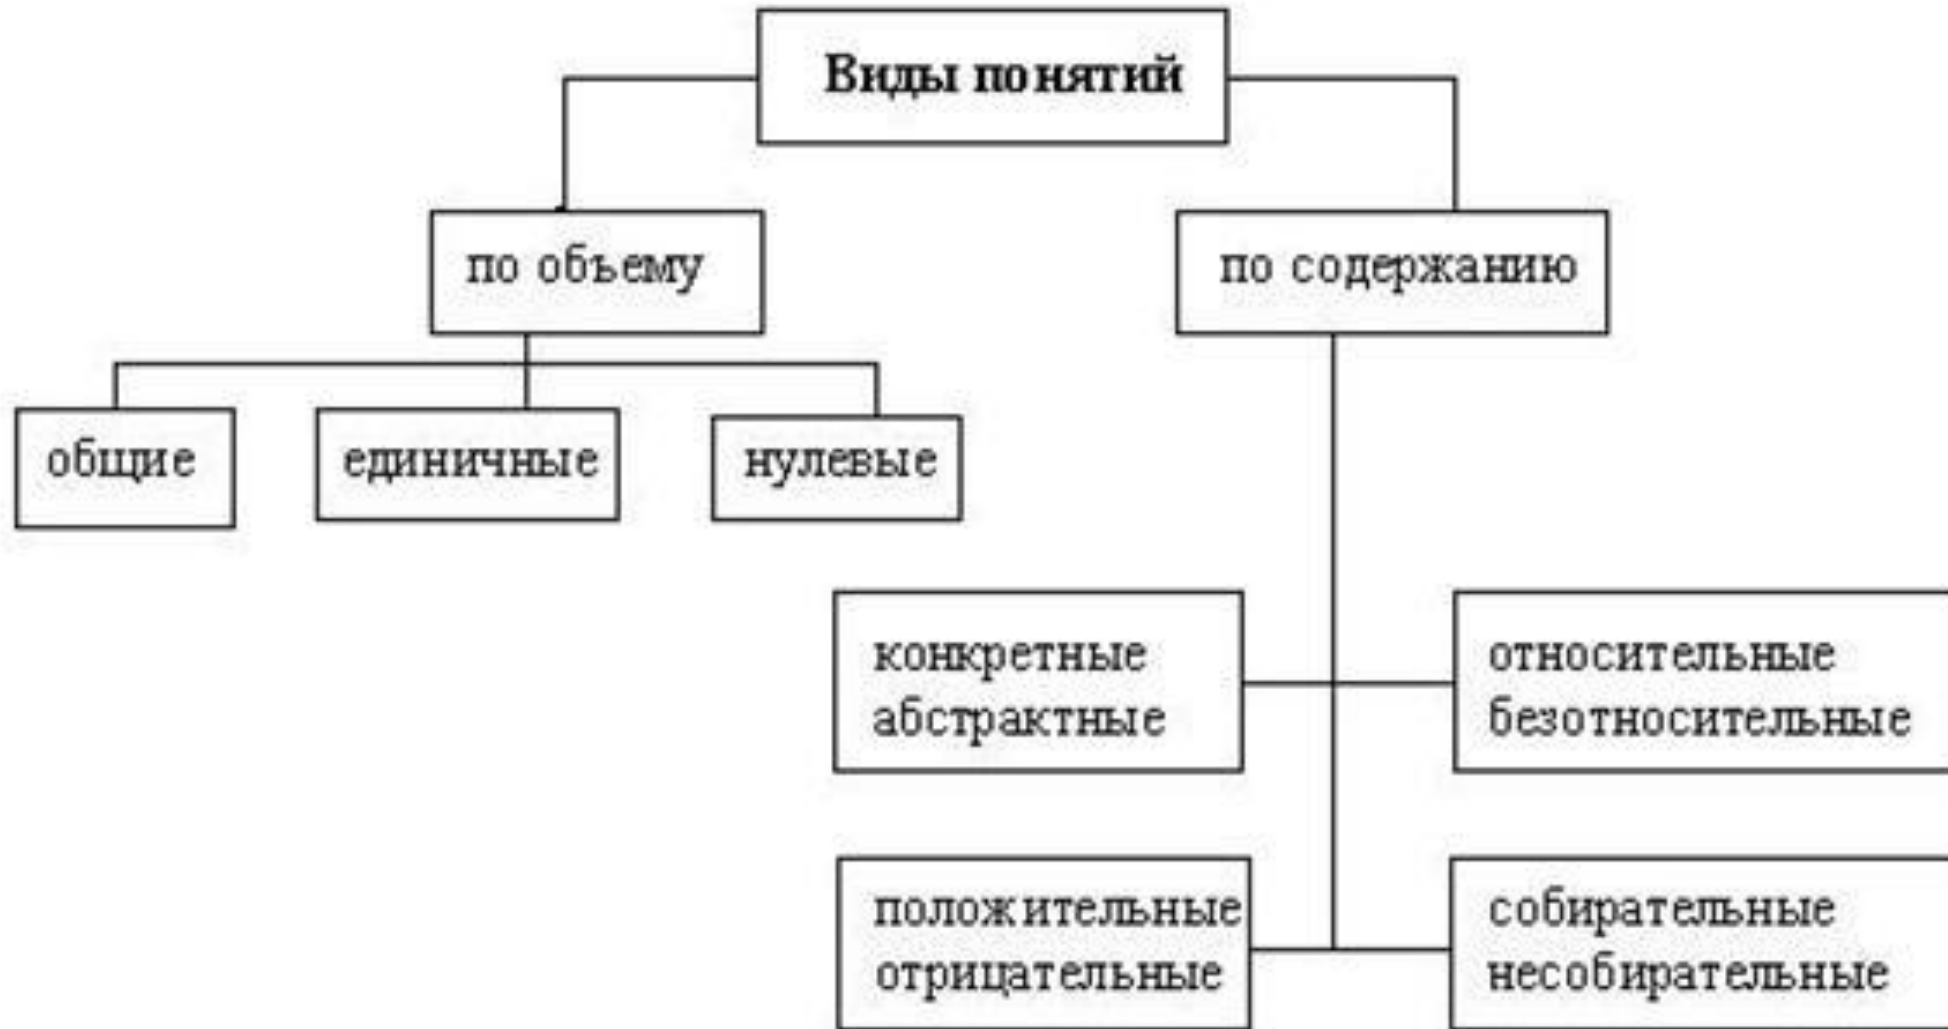 Виды понятий
по объему
по содержанию
общие
единичные
нулевые
конкретные
абстрактные
относительные
безотносительные
положительные
отрицательные
собирательные
несобирательные